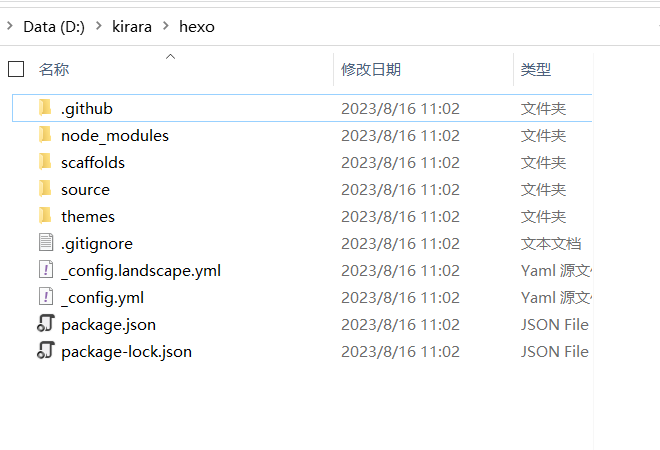 Data (D:) > kirara > hexo
名称 修改日期 类型
.github 2023/8/16 11:02 文件夹
node_modules 2023/8/16 11:02 文件夹
scaffolds 2023/8/16 11:02 文件夹
source 2023/8/16 11:02 文件夹
themes 2023/8/16 11:02 文件夹
.gitignore 2023/8/16 11:02 文本文档
_config.landscape.yml 2023/8/16 11:02 Yaml 源文
_config.yml 2023/8/16 11:02 Yaml 源文
package.json 2023/8/16 11:02 JSON File
package-lock.json 2023/8/16 11:02 JSON File